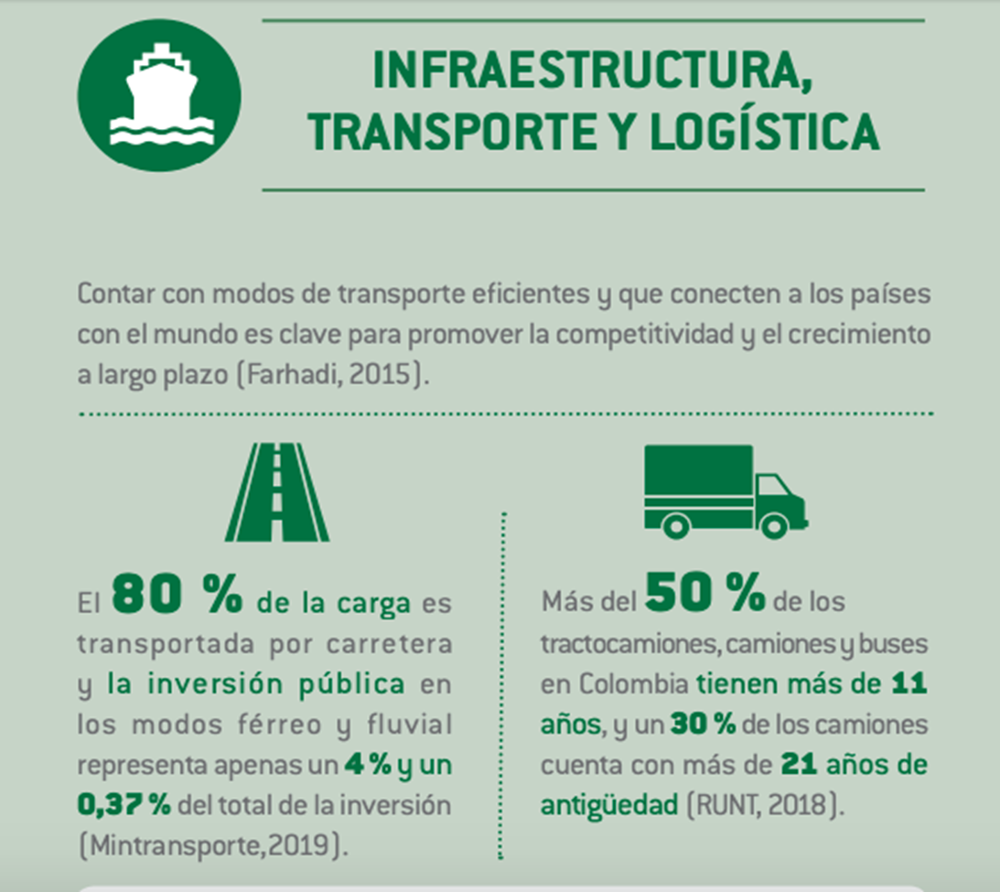 INFRAESTRUCTURA,
TRANSPORTE Y LOGÍSTICA
Contar con modos de transporte eficientes y que conecten a los países
con el mundo es clave para promover la competitividad y el crecimiento
a largo plazo (Farhadi, 2015).
El 80 % de la carga es
transportada por carretera
y la inversión pública en
los modos férreo y fluvial
representa apenas un 4 % y un
0,37 % del total de la inversión
(Mintransporte,2019).
Más del 50 % de los
tractocamiones, camiones y buses
en Colombia tienen más de 11
años, y un 30 % de los camiones
cuenta con más de 21 años de
antigüedad (RUNT, 2018).